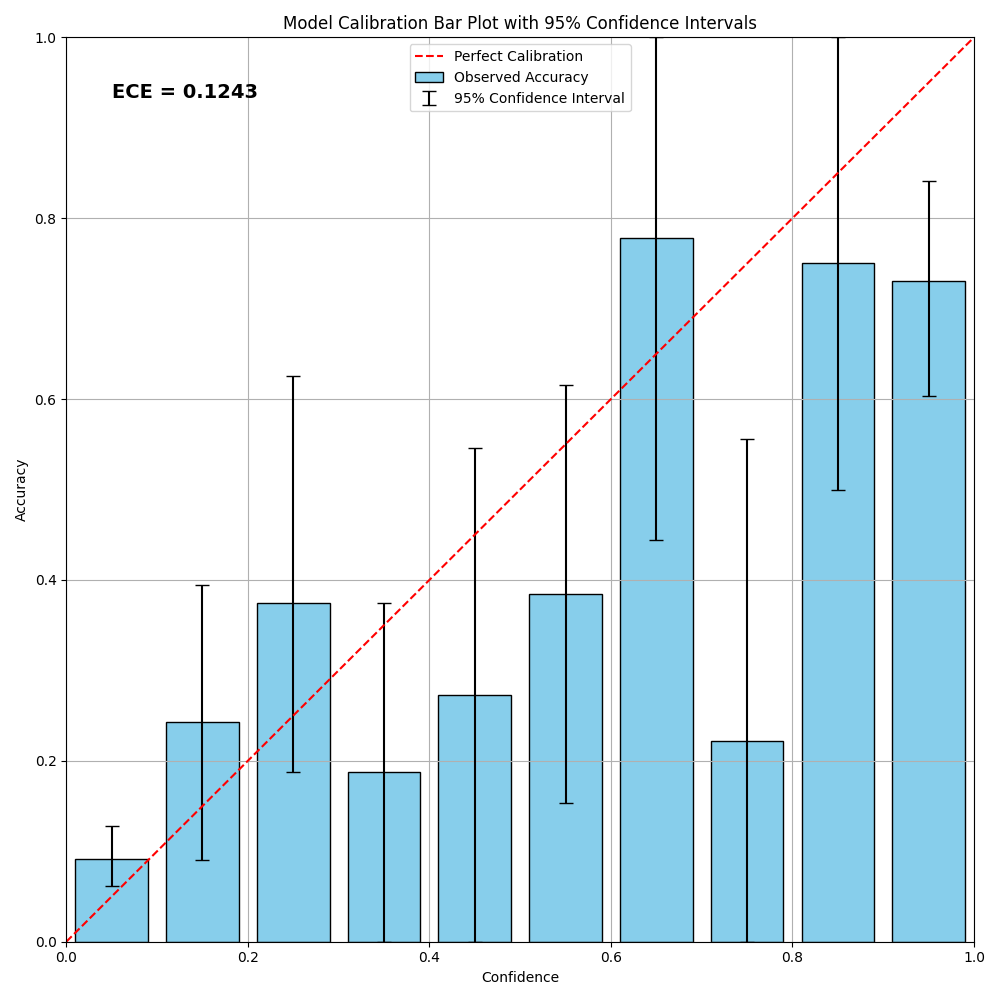 Model Calibration Bar Plot with 95% Confidence Intervals
Perfect Calibration
Observed Accuracy
95% Confidence Interval
ECE = 0.1243
1.0
0.8
0.6
0.4
0.2
0.0
Accuracy
0.0 0.2 0.4 0.6 0.8 1.0
Confidence